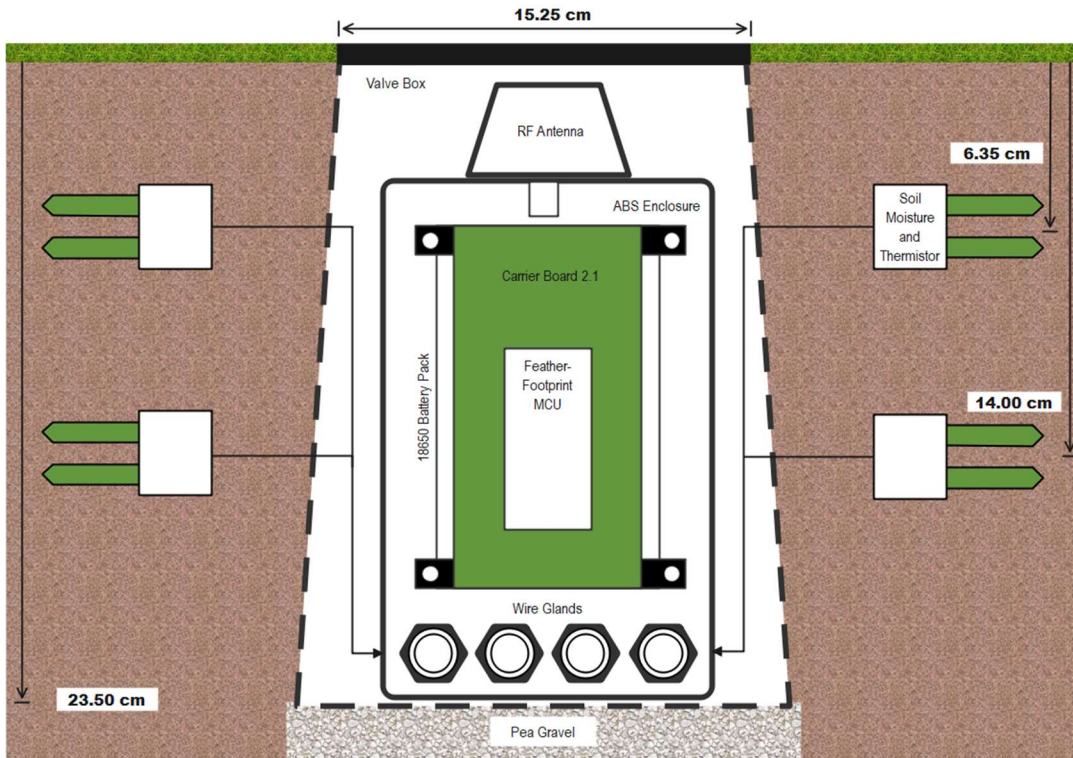 15.25 cm
Valve Box
RF Antenna
6.35 cm
ABS Enclosure
Soil
Moisture
and
Thermistor
Carrier Board 2.1
18650 Battery Pack
Feather-
Footprint
MCU
14.00 cm
Wire Glands
23.50 cm
Pea Gravel